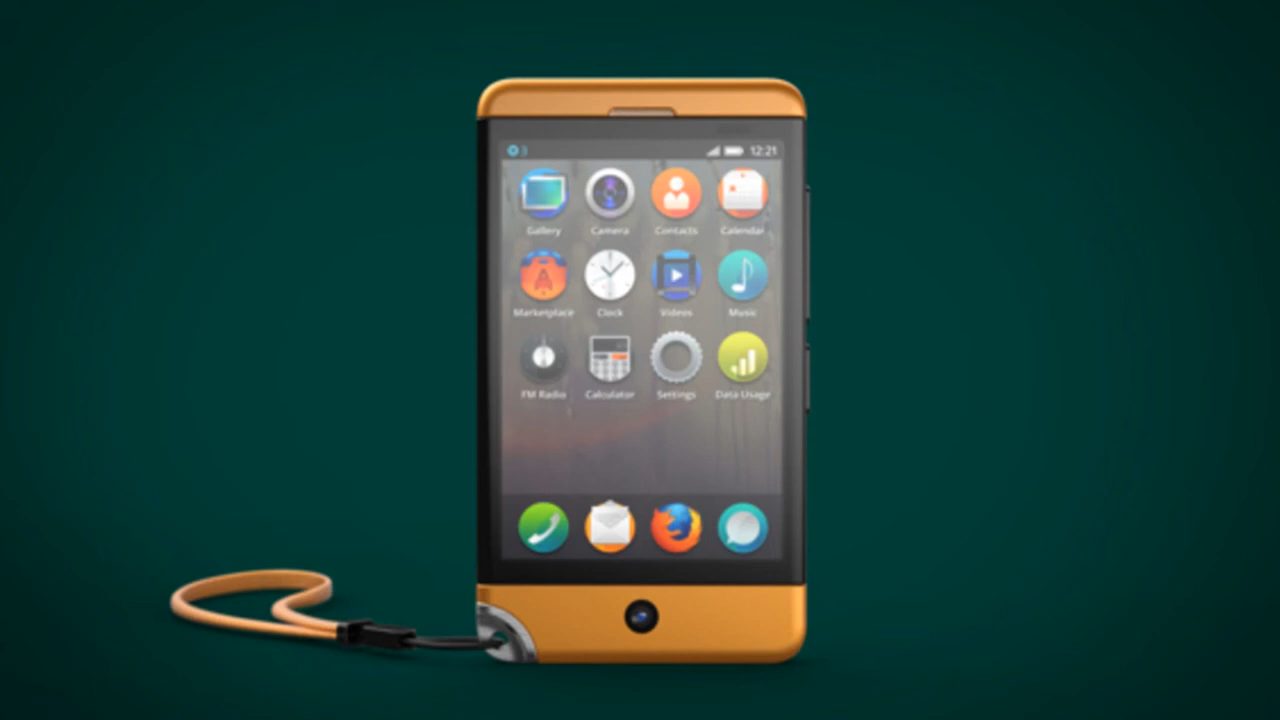 12:21
Gallery Camera Contacts Calendar
Marketplace Clock Videos Music
FM Radio Calculator Settings Data Usage